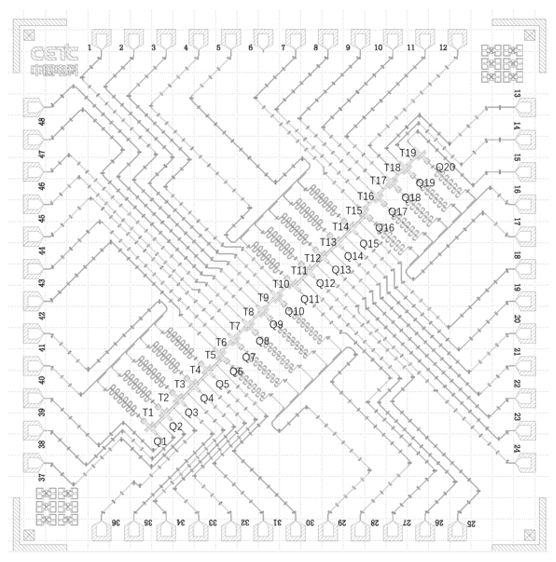 CETC
中国电科
1 2 3 4 5 6 7 8 9 10 11 12
13
14
15
16
17
18
19
20
21
22
23
24
48
47
46
45
44
43
42
41
40
39
38
37
36 35 34 33 32 31 30 29 28 27 26 25
T19
T18
T17
T16
T15
T14
T13
T12
T11
T10
T9
T8
T7
T6
T5
T4
T3
T2
T1
Q20
Q19
Q18
Q17
Q16
Q15
Q14
Q13
Q12
Q11
Q10
Q9
Q8
Q7
Q6
Q5
Q4
Q3
Q2
Q1